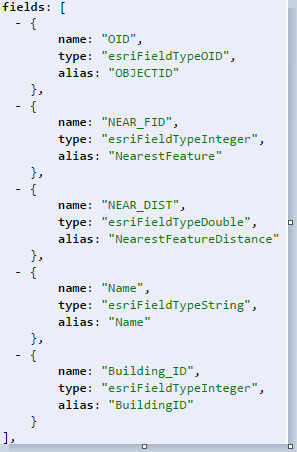 fields: [
- {
name: "OID",
type: "esriFieldTypeOID",
alias: "OBJECTID"
},
- {
name: "NEAR_FID",
type: "esriFieldTypeInteger",
alias: "NearestFeature"
},
- {
name: "NEAR_DIST",
type: "esriFieldTypeDouble",
alias: "NearestFeatureDistance"
},
- {
name: "Name",
type: "esriFieldTypeString",
alias: "Name"
},
- {
name: "Building_ID",
type: "esriFieldTypeInteger",
alias: "BuildingID"
}
],